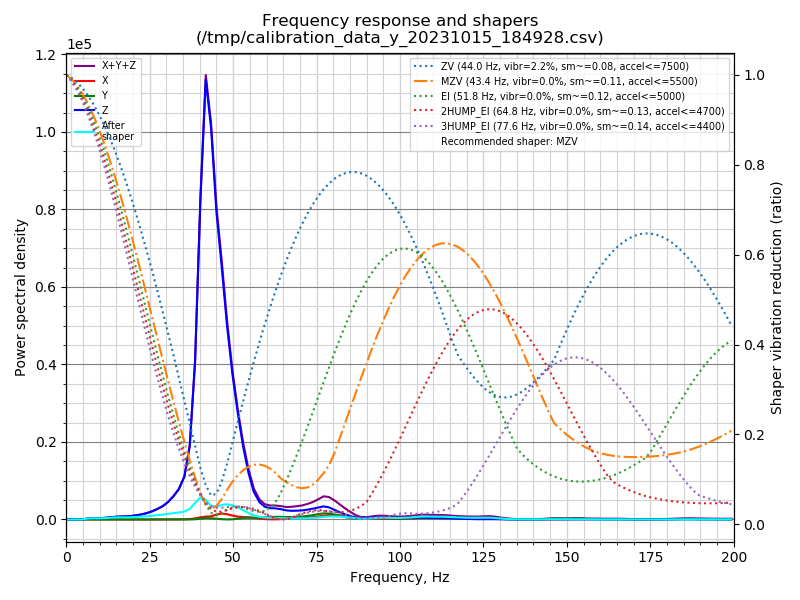 Frequency response and shapers
(/tmp/calibration_data_y_20231015_184928.csv)
1e5
X+Y+Z
X
Y
Z
After
shaper
ZV (44.0 Hz, vibr=2.2%, sm~=0.08, accel<=7500)
MZV (43.4 Hz, vibr=0.0%, sm~=0.11, accel<=5500)
EI (51.8 Hz, vibr=0.0%, sm~=0.12, accel<=5000)
2HUMP_EI (64.8 Hz, vibr=0.0%, sm~=0.13, accel<=4700)
3HUMP_EI (77.6 Hz, vibr=0.0%, sm~=0.14, accel<=4400)
Recommended shaper: MZV
Power spectral density
1.2
1.0
0.8
0.6
0.4
0.2
0.0
Shaper vibration reduction (ratio)
1.0
0.8
0.6
0.4
0.2
0.0
0 25 50 75 100 125 150 175 200
Frequency, Hz